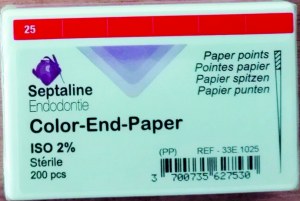 25
Septaline
Endodontie
Paper points
Pointes papier
Papier spitzen
Papier punten
Color-End-Paper
ISO 2%
Stérile
200 pcs
(PP)
REF - 33E.1025
3 700735 627530